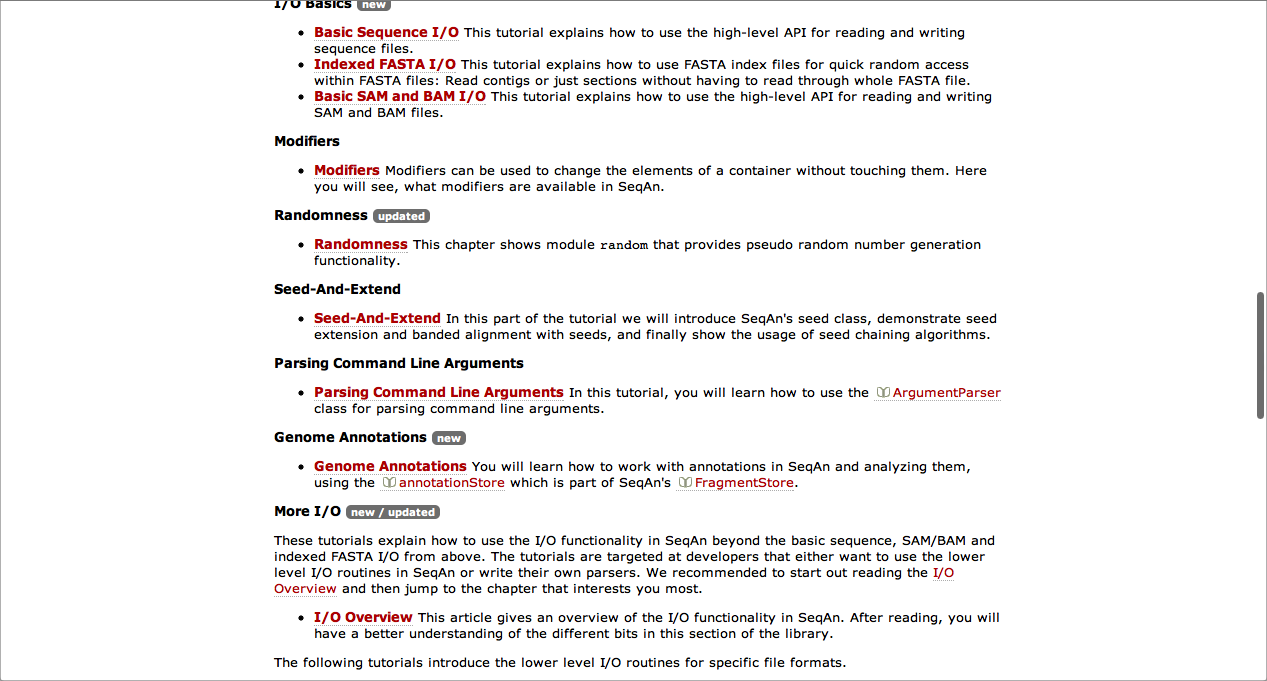 I/O Basics new
• Basic Sequence I/O This tutorial explains how to use the high-level API for reading and writing
sequence files.
• Indexed FASTA I/O This tutorial explains how to use FASTA index files for quick random access
within FASTA files: Read contigs or just sections without having to read through whole FASTA file.
• Basic SAM and BAM I/O This tutorial explains how to use the high-level API for reading and writing
SAM and BAM files.
Modifiers
• Modifiers Modifiers can be used to change the elements of a container without touching them. Here
you will see, what modifiers are available in SeqAn.
Randomness updated
• Randomness This chapter shows module random that provides pseudo random number generation
functionality.
Seed-And-Extend
• Seed-And-Extend In this part of the tutorial we will introduce SeqAn's seed class, demonstrate seed
extension and banded alignment with seeds, and finally show the usage of seed chaining algorithms.
Parsing Command Line Arguments
• Parsing Command Line Arguments In this tutorial, you will learn how to use the ArgumentParser
class for parsing command line arguments.
Genome Annotations new
• Genome Annotations You will learn how to work with annotations in SeqAn and analyzing them,
using the annotationStore which is part of SeqAn's FragmentStore.
More I/O new / updated
These tutorials explain how to use the I/O functionality in SeqAn beyond the basic sequence, SAM/BAM and
indexed FASTA I/O from above. The tutorials are targeted at developers that either want to use the lower
level I/O routines in SeqAn or write their own parsers. We recommended to start out reading the I/O
Overview and then jump to the chapter that interests you most.
• I/O Overview This article gives an overview of the I/O functionality in SeqAn. After reading, you will
have a better understanding of the different bits in this section of the library.
The following tutorials introduce the lower level I/O routines for specific file formats.